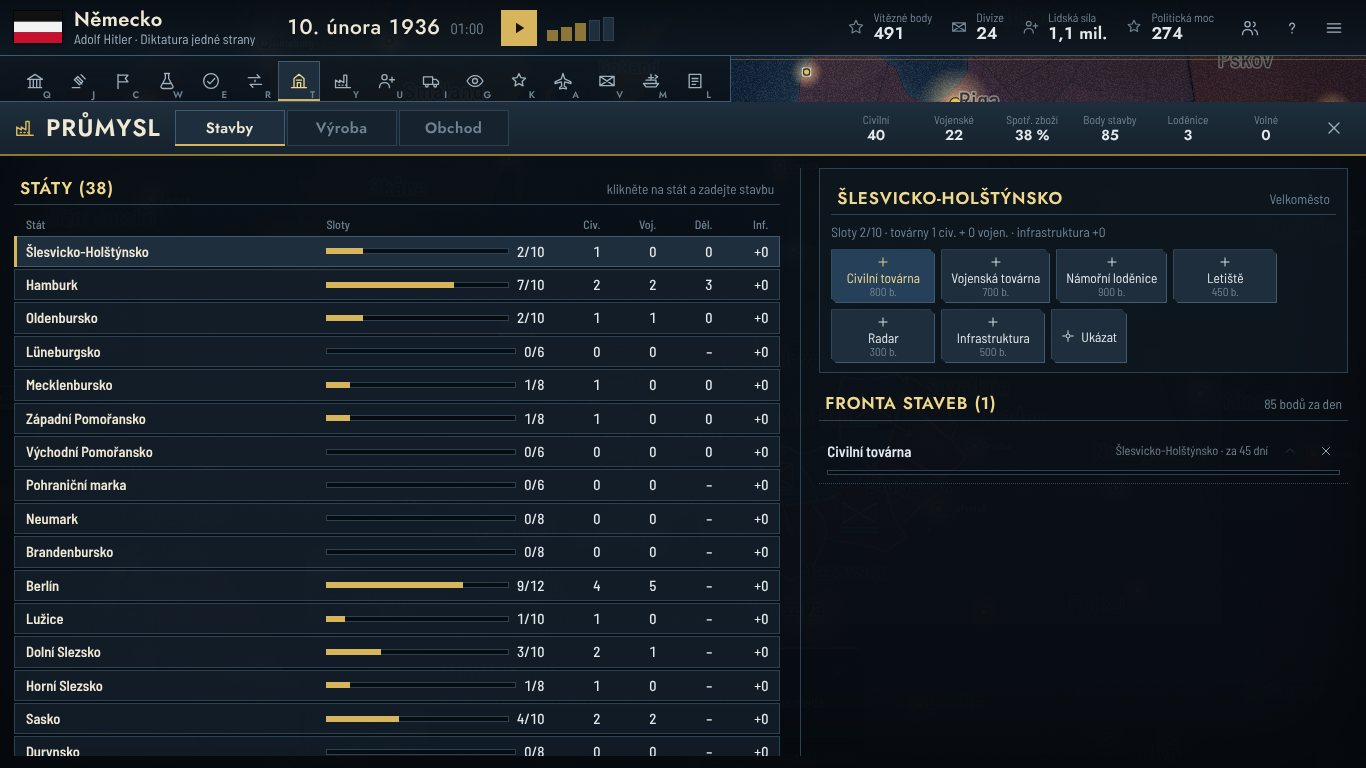 Německo
Adolf Hitler · Diktatura jedné strany
10. února 1936 01:00
Vítězné body
491
Divize
24
Lidská síla
1,1 mil.
Politická moc
274
?
Q J C W E R T Y U I G K A V M L
Pskov
Riga
PRŮMYSL
Stavby
Výroba
Obchod
Civilní
40
Vojenské
22
Spotř. zboží
38 %
Body stavby
85
Loděnice
3
Volné
0
STÁTY (38)
klikněte na stát a zadejte stavbu
Stát Sloty Civ. Voj. Děl. Inf.
Šlesvicko-Holštýnsko 2/10 1 0 0 +0
Hamburk 7/10 2 2 3 +0
Oldenbursko 2/10 1 1 0 +0
Lüneburgsko 0/6 0 0 – +0
Mecklenbursko 1/8 1 0 0 +0
Západní Pomořansko 1/8 1 0 0 +0
Východní Pomořansko 0/6 0 0 0 +0
Pohraniční marka 0/6 0 0 – +0
Neumark 0/8 0 0 – +0
Brandenbursko 0/8 0 0 – +0
Berlín 9/12 4 5 – +0
Lužice 1/10 1 0 – +0
Dolní Slezsko 3/10 2 1 – +0
Horní Slezsko 1/8 1 0 – +0
Sasko 4/10 2 2 – +0
Durynsko 0/8 0 0 – +0
ŠLESVICKO-HOLŠTÝNSKO
Velkoměsto
Sloty 2/10 · továrny 1 civ. + 0 vojen. · infrastruktura +0
Civilní továrna
800 b.
Vojenská továrna
700 b.
Námořní loděnice
900 b.
Letiště
450 b.
Radar
300 b.
Infrastruktura
500 b.
Ukázat
FRONTA STAVEB (1)
85 bodů za den
Civilní továrna
Šlesvicko-Holštýnsko · za 45 dní